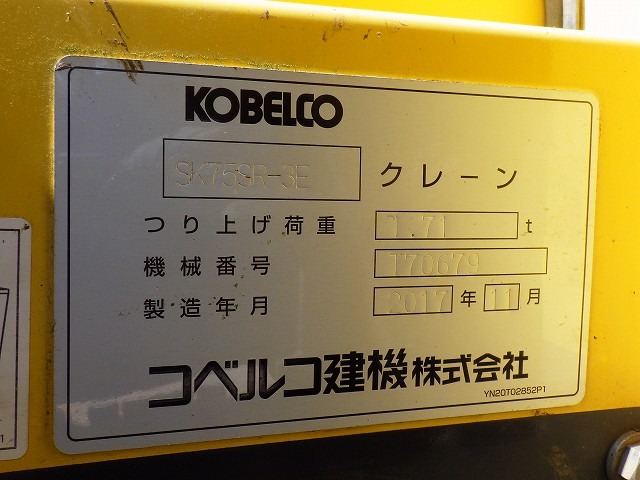 KOBELCO
SK75SR-3E クレーン
つり上げ荷重 1.71 t
機械番号 T70679
製造年月 2017 年 11 月
コベルコ建機株式会社
YN20T02852P1